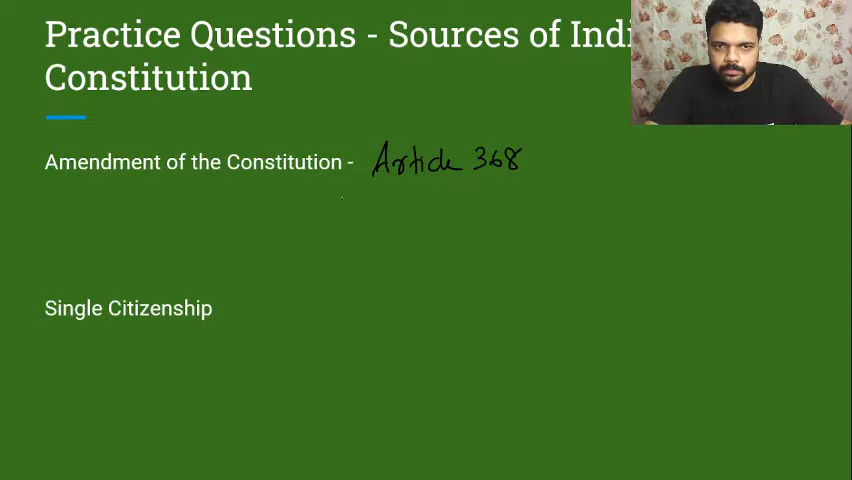 Practice Questions - Sources of Indi
Constitution
Amendment of the Constitution - Article 368
Single Citizenship